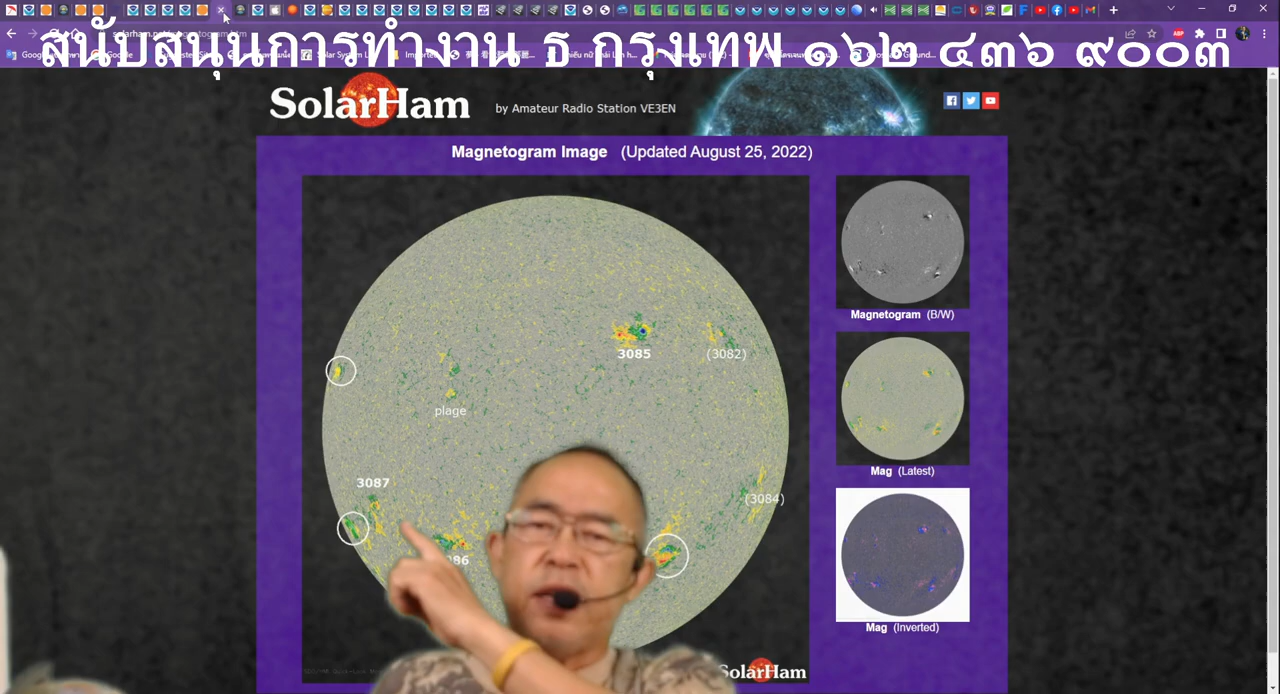 สนับสนุนการทำงาน ธ.กรุงเทพ ๑๖๒ ๔๓๖ ๙๐๐๓
SolarHam
by Amateur Radio Station VE3EN
Magnetogram Image (Updated August 25, 2022)
3085
(3082)
plage
3087
(3084)
86
Magnetogram (B/W)
Mag (Latest)
Mag (Inverted)
SolarHam